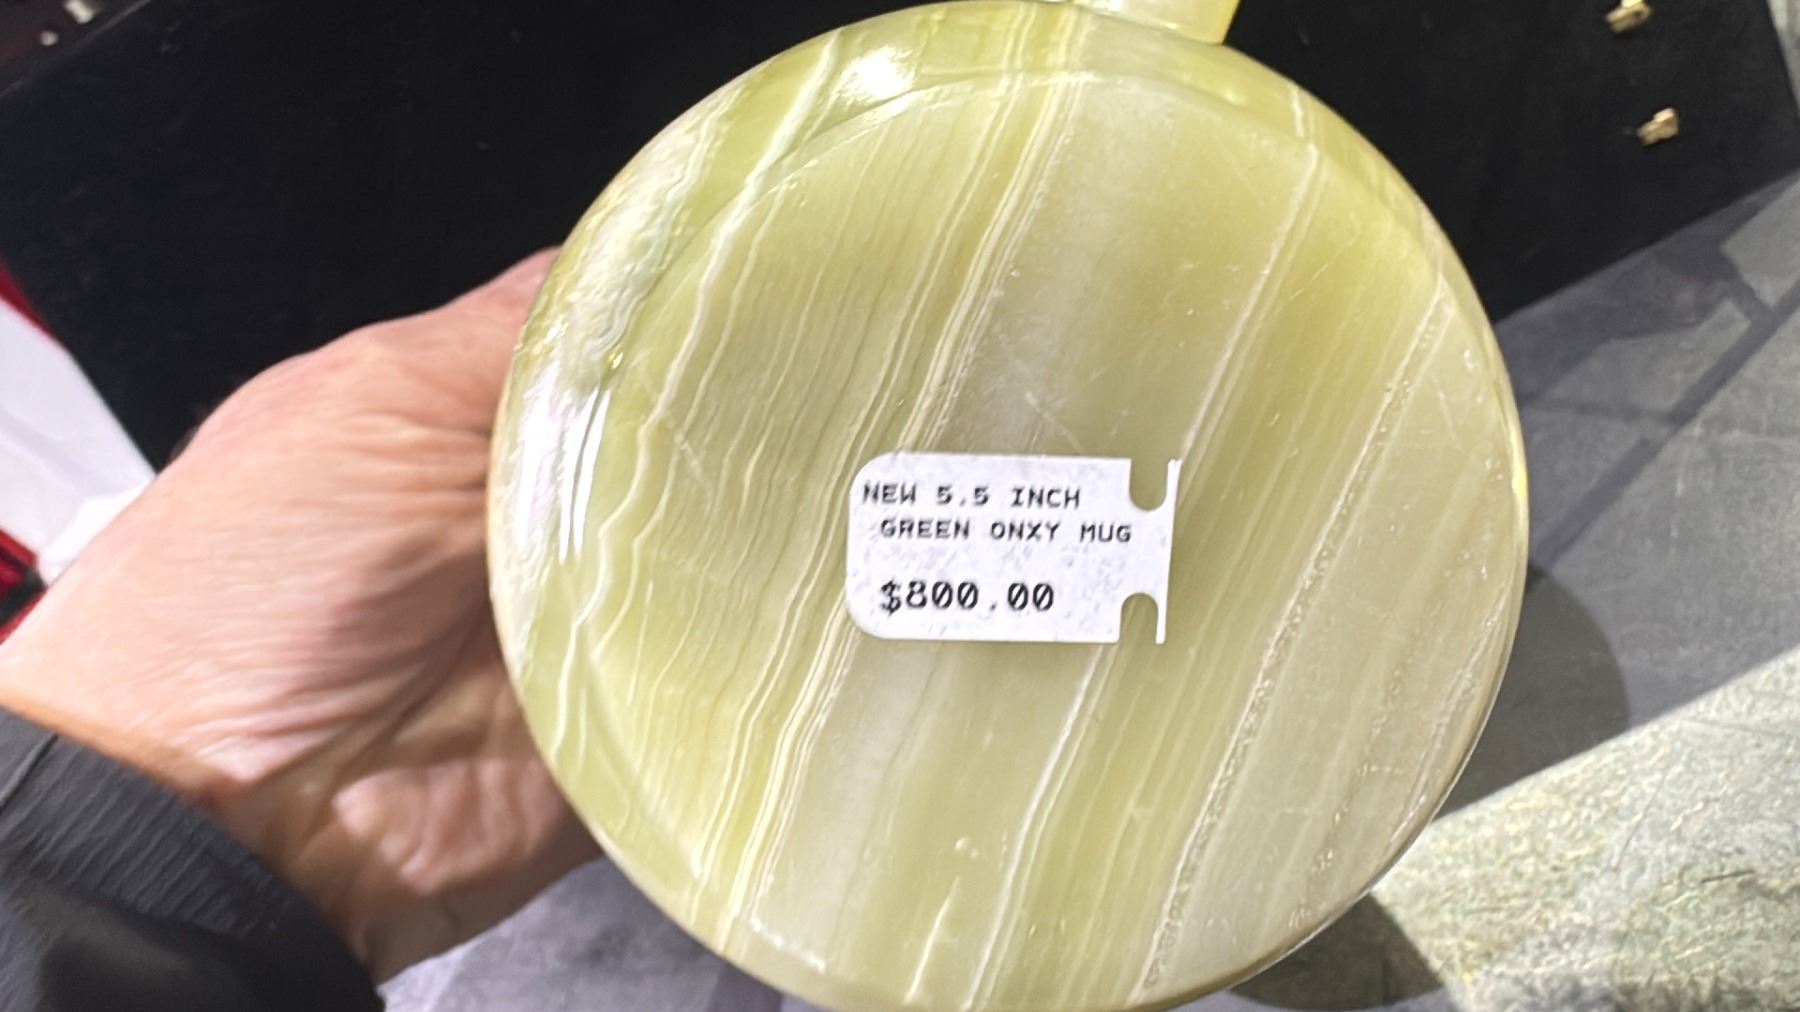 NEW 5.5 INCH
GREEN ONXY MUG
$800.00